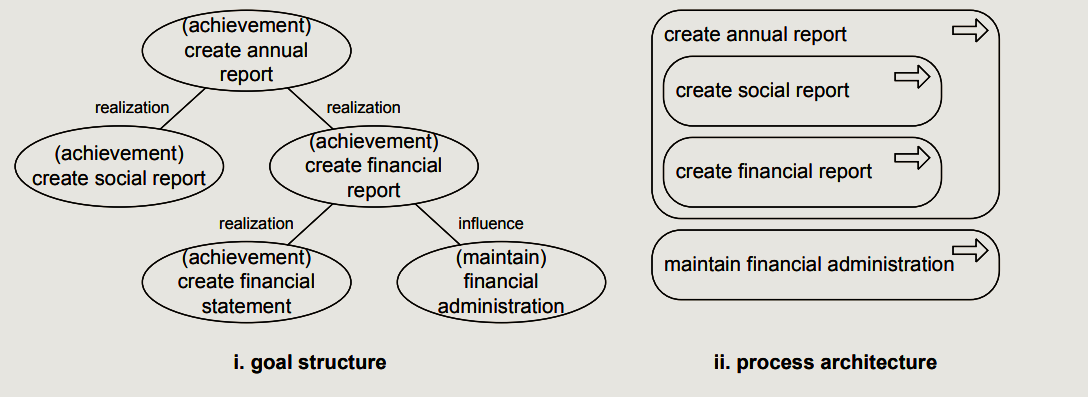 (achievement)
create annual
report
realization
realization
(achievement)
create social report
(achievement)
create financial
report
realization
influence
(achievement)
create financial
statement
(maintain)
financial
administration
i. goal structure
create annual report
create social report
create financial report
maintain financial administration
ii. process architecture